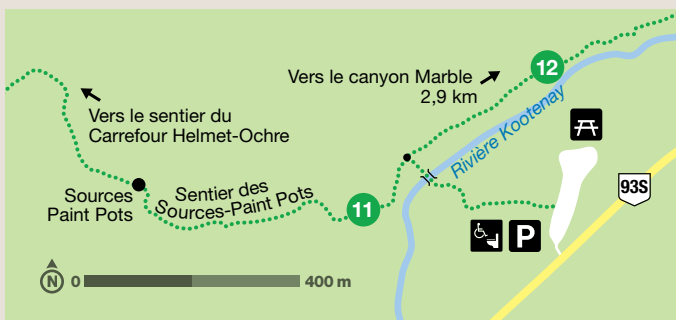 12
Vers le canyon Marble
2,9 km
Rivière Kootenay
Vers le sentier du
Carrefour Helmet-Ochre
93S
Sources
Paint Pots
Sentier des
Sources-Paint Pots
11
P
N 0 400 m